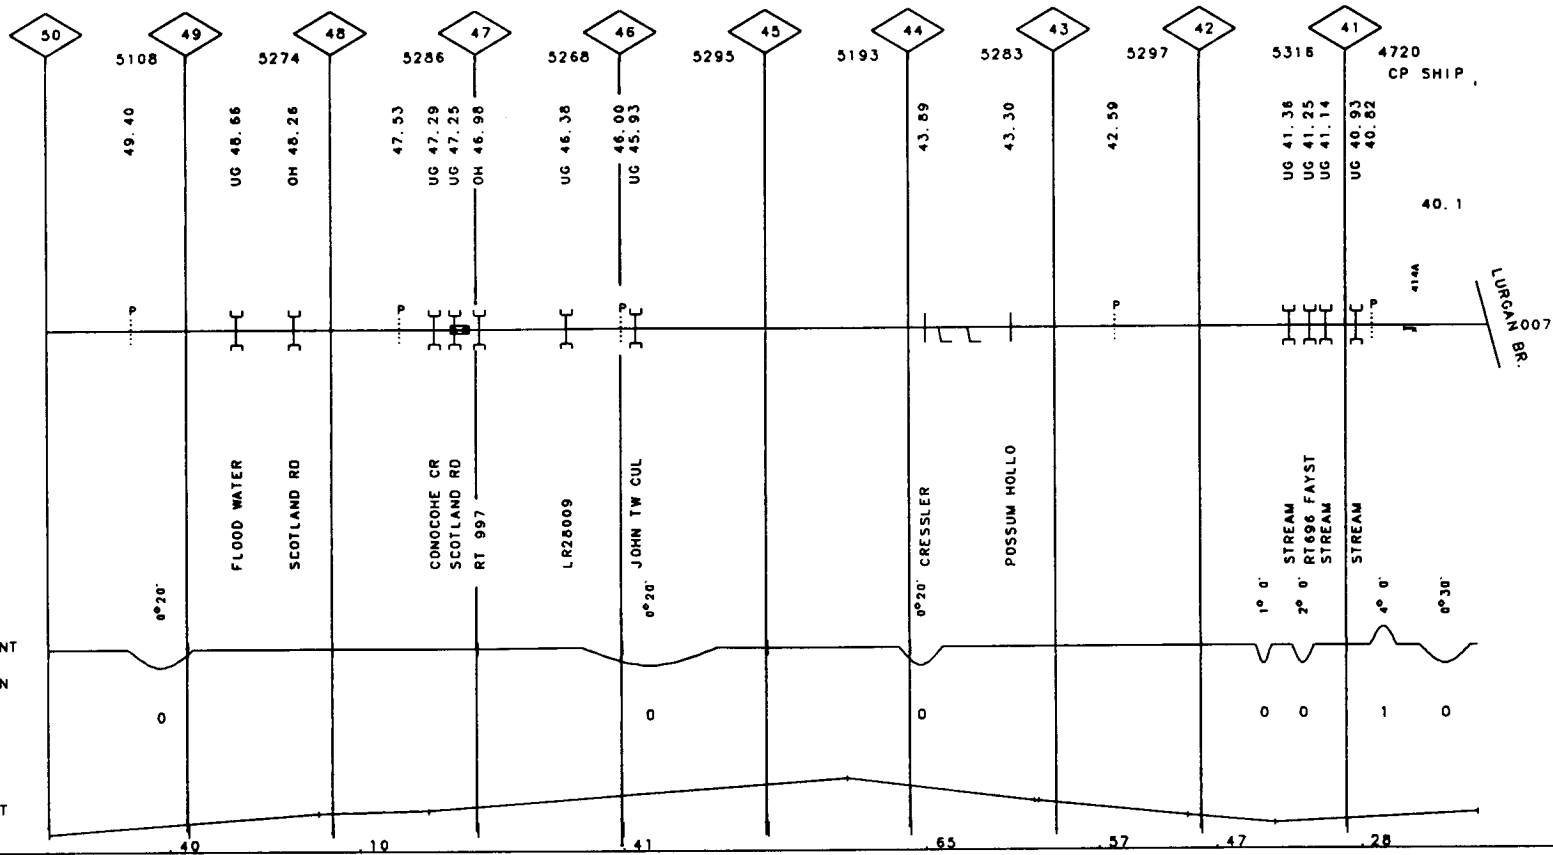 50 49 48 47 46 45 44 43 42 41
5108 5274 5286 5268 5295 5193 5283 5297 5316 4720
CP SHIP
49.40
UG 48.66
OH 48.26
47.53
UG 47.29
UG 47.25
OH 46.98
UG 46.38
46.00
UG 45.93
43.89
43.30
42.59
UG 41.36
UG 41.25
UG 41.14
UG 40.93
40.82
40.1
414A
P P P P P
LURGAN BR.
007
FLOOD WATER
SCOTLAND RD
CONOCOHE CR
SCOTLAND RD
RT 997
LR28009
JOHN TW CUL
CRESSLER
POSSUM HOLLO
STREAM
RT696 FAYST
STREAM
STREAM
0°20' 0°20' 0°20' 1° 0' 2° 0' 4° 0' 0°30'
NT
N
0 0 0 0 0 1 0
T
.40 .10 .41 .65 .57 .47 .28